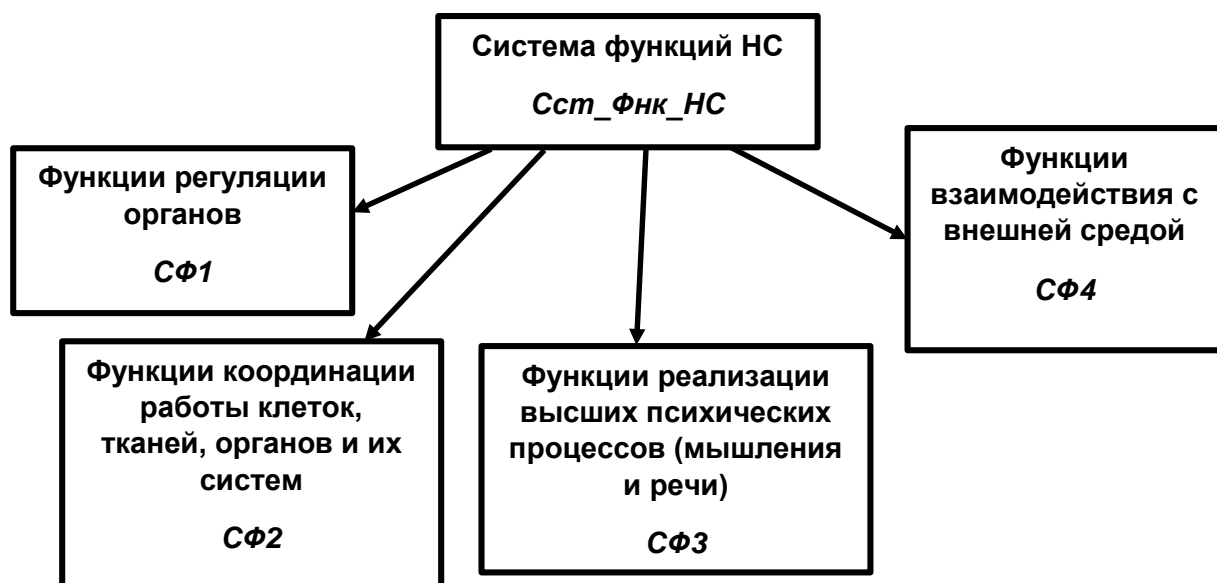 Система функций НС
Сст_Фнк_НС
Функции регуляции
органов
СФ1
Функции координации
работы клеток,
тканей, органов и их
систем
СФ2
Функции реализации
высших психических
процессов (мышления
и речи)
СФ3
Функции
взаимодействия с
внешней средой
СФ4